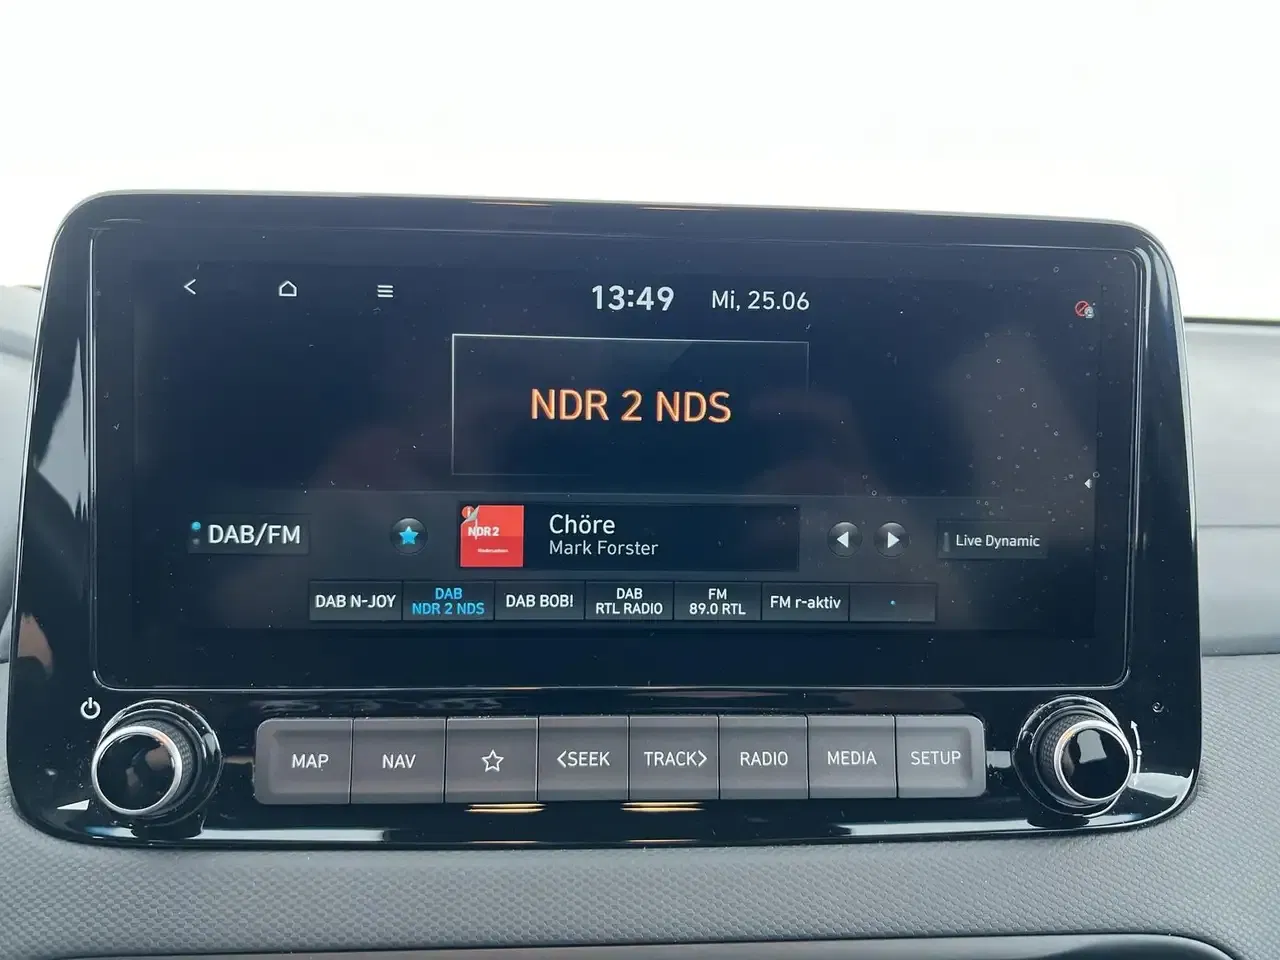 13:49 Mi, 25.06
NDR 2 NDS
DAB/FM
NDR 2
Chöre
Mark Forster
Live Dynamic
DAB N-JOY
DAB
NDR 2 NDS
DAB BOB!
DAB
RTL RADIO
FM
89.0 RTL
FM r-aktiv
MAP
NAV
<SEEK
TRACK>
RADIO
MEDIA
SETUP